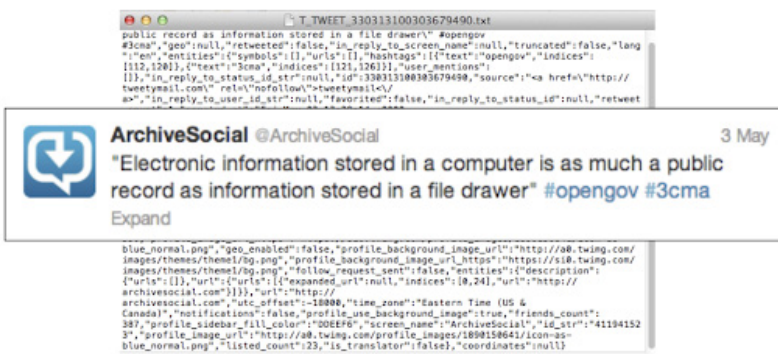 T_TWEET_330313100303679490.txt
public record as information stored in a file drawer\" #opengov
#3cma","geo":null,"retweeted":false,"in_reply_to_screen_name":null,"truncated":false,"lang
":"en","entities":{"symbols":[],"urls":[],"hashtags":[{"text":"opengov","indices":
[112,120]},{"text":"3cma","indices":[121,126]}],"user_mentions":
[]},"in_reply_to_status_id_str":null,"id":330313100303679490,"source":"<a href=\"http://
tweetymail.com\" rel=\"nofollow\">tweetymail<\/
a>","in_reply_to_user_id_str":null,"favorited":false,"in_reply_to_status_id":null,"retweet
ArchiveSocial @ArchiveSocial 3 May
"Electronic information stored in a computer is as much a public
record as information stored in a file drawer" #opengov #3cma
Expand
blue_normal.png","geo_enabled":false,"profile_background_image_url":"http://a0.twimg.com/
images/themes/theme1/bg.png","profile_background_image_url_https":"https://si0.twimg.com/
images/themes/theme1/bg.png","follow_request_sent":false,"entities":{"description":
{"urls":[]},"url":{"urls":[{"expanded_url":null,"indices":[0,24],"url":"http://
archivesocial.com"}]}},"url":"http://
archivesocial.com","utc_offset":-18000,"time_zone":"Eastern Time (US &
Canada)","notifications":false,"profile_use_background_image":true,"friends_count":
387,"profile_sidebar_fill_color":"DDEEF6","screen_name":"ArchiveSocial","id_str":"41194152
3","profile_image_url":"http://a0.twimg.com/profile_images/1890150641/icon-as-
blue_normal.png","listed_count":23,"is_translator":false},"coordinates":null}